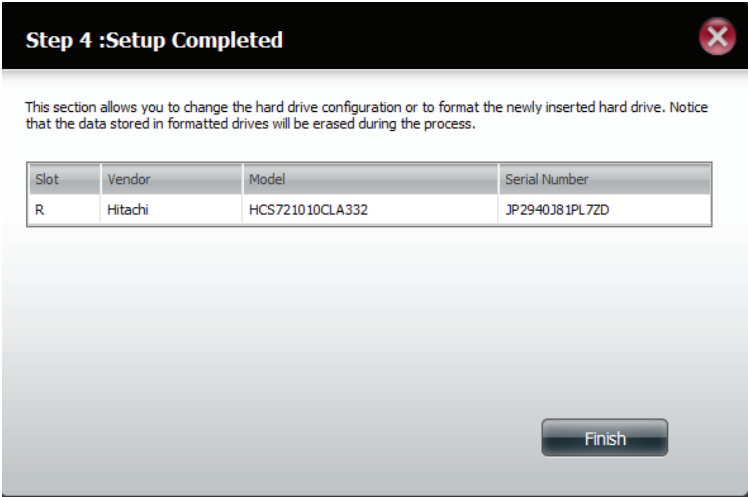 Step 4 :Setup Completed
This section allows you to change the hard drive configuration or to format the newly inserted hard drive. Notice
that the data stored in formatted drives will be erased during the process.
Slot Vendor Model Serial Number
R Hitachi HCS721010CLA332 JP2940J81PL7ZD
Finish